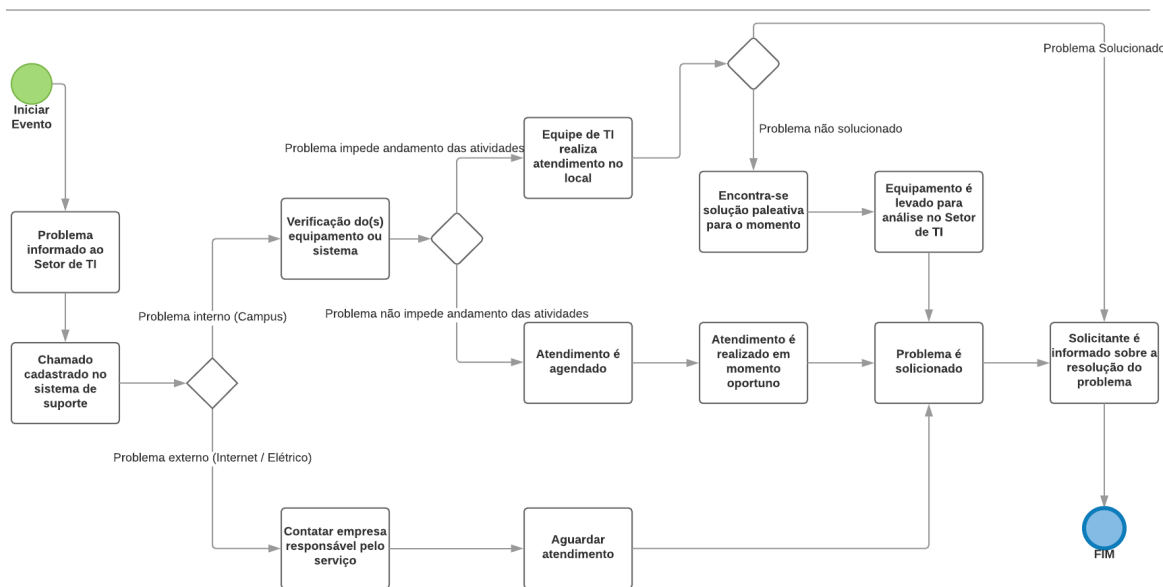 Problema Solucionado
Iniciar
Evento
Problema impede andamento das atividades
Equipe de TI
realiza
atendimento no
local
Problema não solucionado
Encontra-se
solução paleativa
para o momento
Equipamento é
levado para
análise no Setor
de TI
Problema
informado ao
Setor de TI
Verificação do(s)
equipamento ou
sistema
Problema interno (Campus)
Problema não impede andamento das atividades
Chamado
cadastrado no
sistema de
suporte
Atendimento é
agendado
Atendimento é
realizado em
momento
oportuno
Problema é
solicionado
Solicitante é
informado sobre a
resolução do
problema
Problema externo (Internet / Elétrico)
Contatar empresa
responsável pelo
serviço
Aguardar
atendimento
FIM